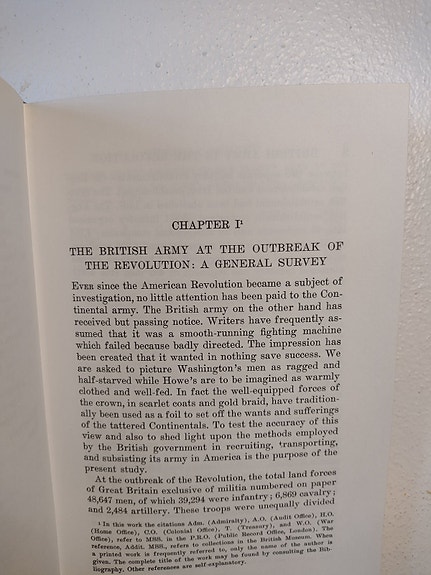 CHAPTER I¹
THE BRITISH ARMY AT THE OUTBREAK OF
THE REVOLUTION: A GENERAL SURVEY
EVER since the American Revolution became a subject of
investigation, no little attention has been paid to the Con-
tinental army. The British army on the other hand has
received but passing notice. Writers have frequently as-
sumed that it was a smooth-running fighting machine
which failed because badly directed. The impression has
been created that it wanted in nothing save success. We
are asked to picture Washington's men as ragged and
half-starved while Howe's are to be imagined as warmly
clothed and well-fed. In fact the well-equipped forces of
the crown, in scarlet coats and gold braid, have tradition-
ally been used as a foil to set off the wants and sufferings
of the tattered Continentals. To test the accuracy of this
view and also to shed light upon the methods employed
by the British government in recruiting, transporting,
and subsisting its army in America is the purpose of the
present study.
At the outbreak of the Revolution, the total land forces
of Great Britain exclusive of militia numbered on paper
48,647 men, of which 39,294 were infantry; 6,869 cavalry;
and 2,484 artillery. These troops were unequally divided
¹ In this work the citations Adm. (Admiralty), A.O. (Audit Office), H.O.
(Home Office), C.O. (Colonial Office), T. (Treasury), and W.O. (War
Office), refer to MSS. in the P.R.O. (Public Record Office, London). The
reference, Addit. MSS., refers to collections in the British Museum. When
a printed work is frequently referred to, only the name of the author is
given. The complete title of the work may be found by consulting the Bib-
liography. Other references are self-explanatory.